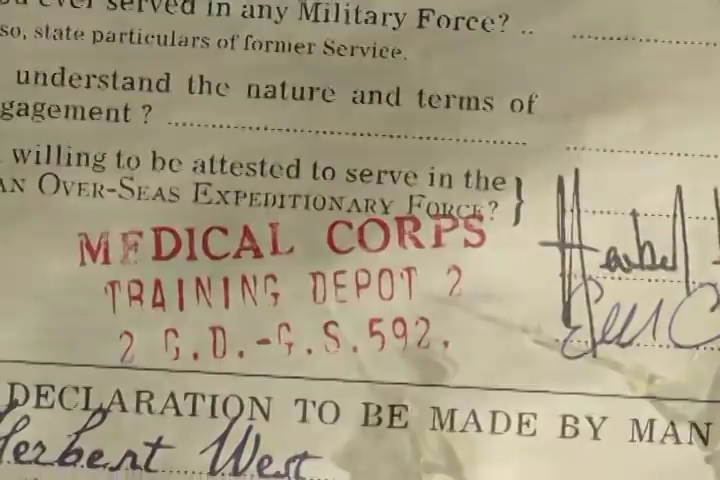 ever served in any Military Force? ..
so, state particulars of former Service.
understand the nature and terms of
gagement ?
willing to be attested to serve in the
AN OVER-SEAS EXPEDITIONARY FORCE? }
MEDICAL CORPS
TRAINING DEPOT 2
2 G.D.-G.S.592.
DECLARATION TO BE MADE BY MAN
Herbert West